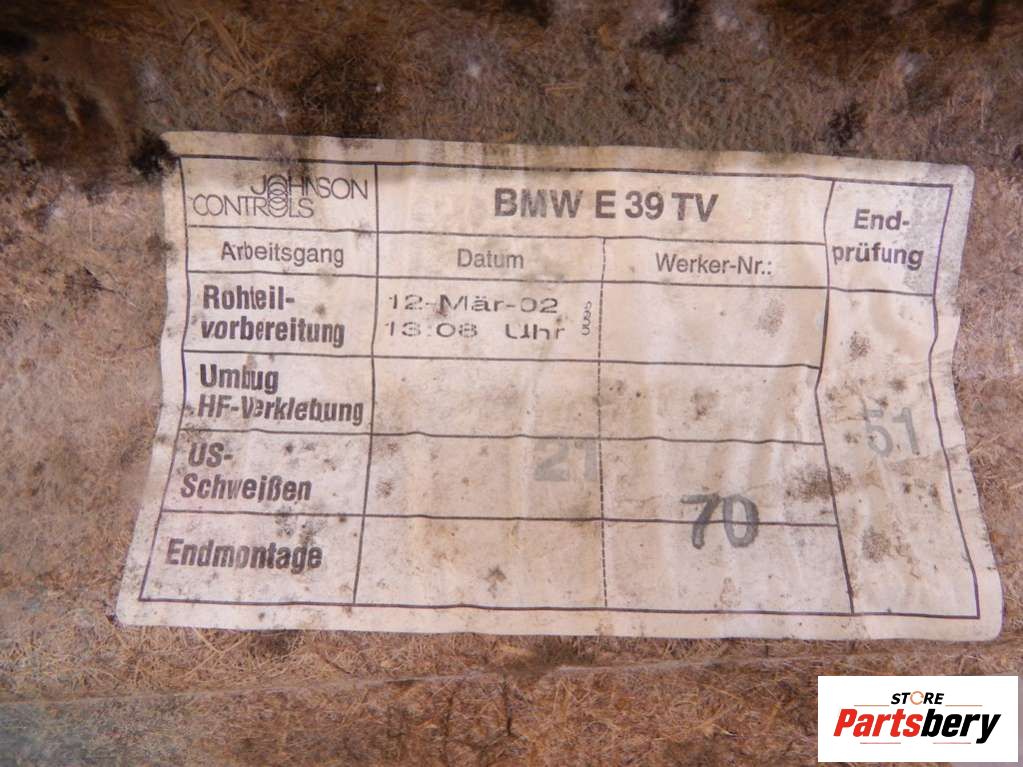 JOHNSON
CONTROLS
BMW E 39 TV
End-
prüfung
Arbeitsgang
Datum
Werker-Nr.:
Rohteil-
vorbereitung
12-Mär-02
13:08 Uhr
0095
Umbug
HF-Verklebung
US-
Schweißen
21
51
70
Endmontage
STORE
Partsbery